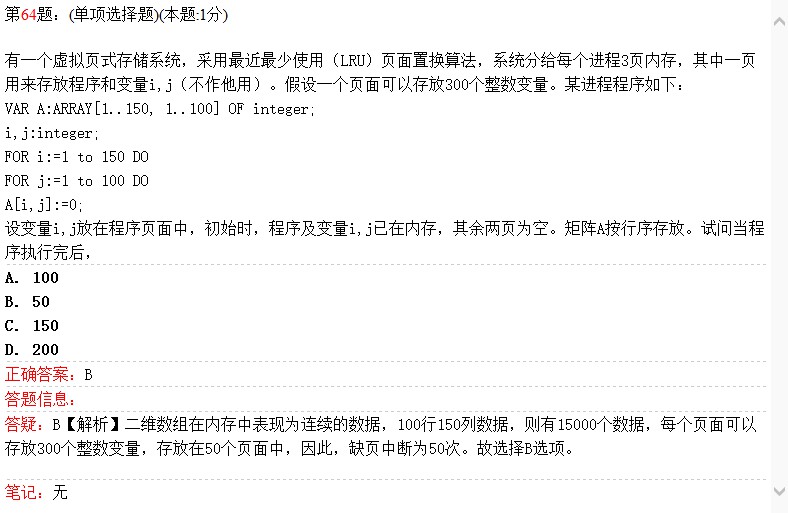 第64题：(单项选择题)(本题:1分)
有一个虚拟页式存储系统，采用最近最少使用（LRU）页面置换算法，系统分给每个进程3页内存，其中一页
用来存放程序和变量i,j（不作他用）。假设一个页面可以存放300个整数变量。某进程程序如下：
VAR A:ARRAY[1..150, 1..100] OF integer;
i,j:integer;
FOR i:=1 to 150 DO
FOR j:=1 to 100 DO
A[i,j]:=0;
设变量i,j放在程序页面中，初始时，程序及变量i,j已在内存，其余两页为空。矩阵A按行序存放。试问当程
序执行完后，
A. 100
B. 50
C. 150
D. 200
正确答案：B
答题信息：
答疑：B【解析】二维数组在内存中表现为连续的数据，100行150列数据，则有15000个数据，每个页面可以
存放300个整数变量，存放在50个页面中，因此，缺页中断为50次。故选择B选项。
笔记：无